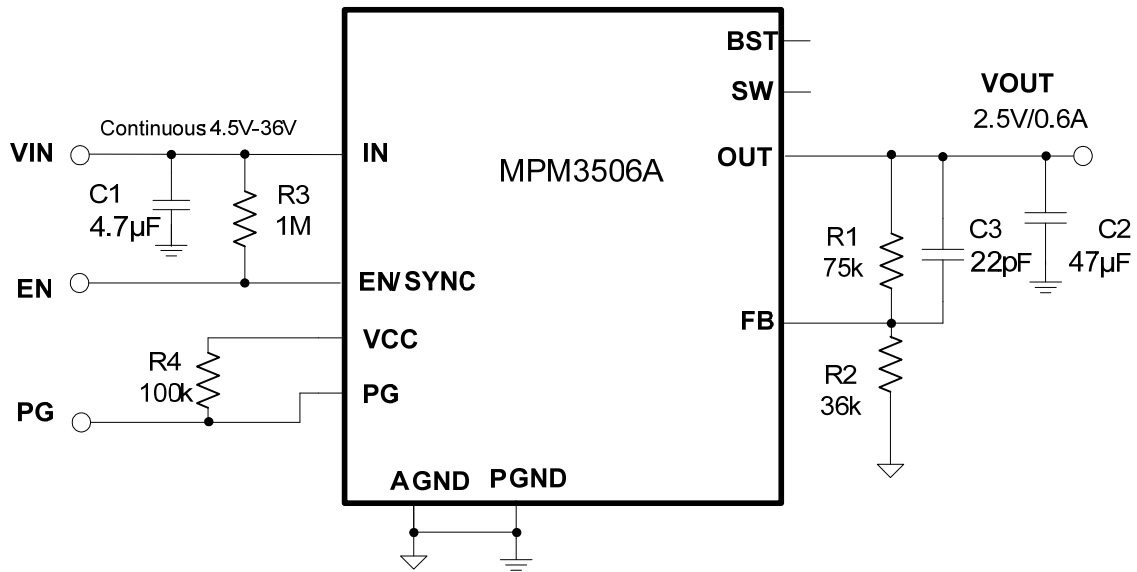 BST
SW
VOUT
2.5V/0.6A
Continuous 4.5V-36V
VIN
IN
OUT
MPM3506A
C1
4.7µF
R3
1M
R1
75k
C3
22pF
C2
47µF
EN
EN/SYNC
FB
VCC
R4
100k
PG
PG
R2
36k
AGND
PGND